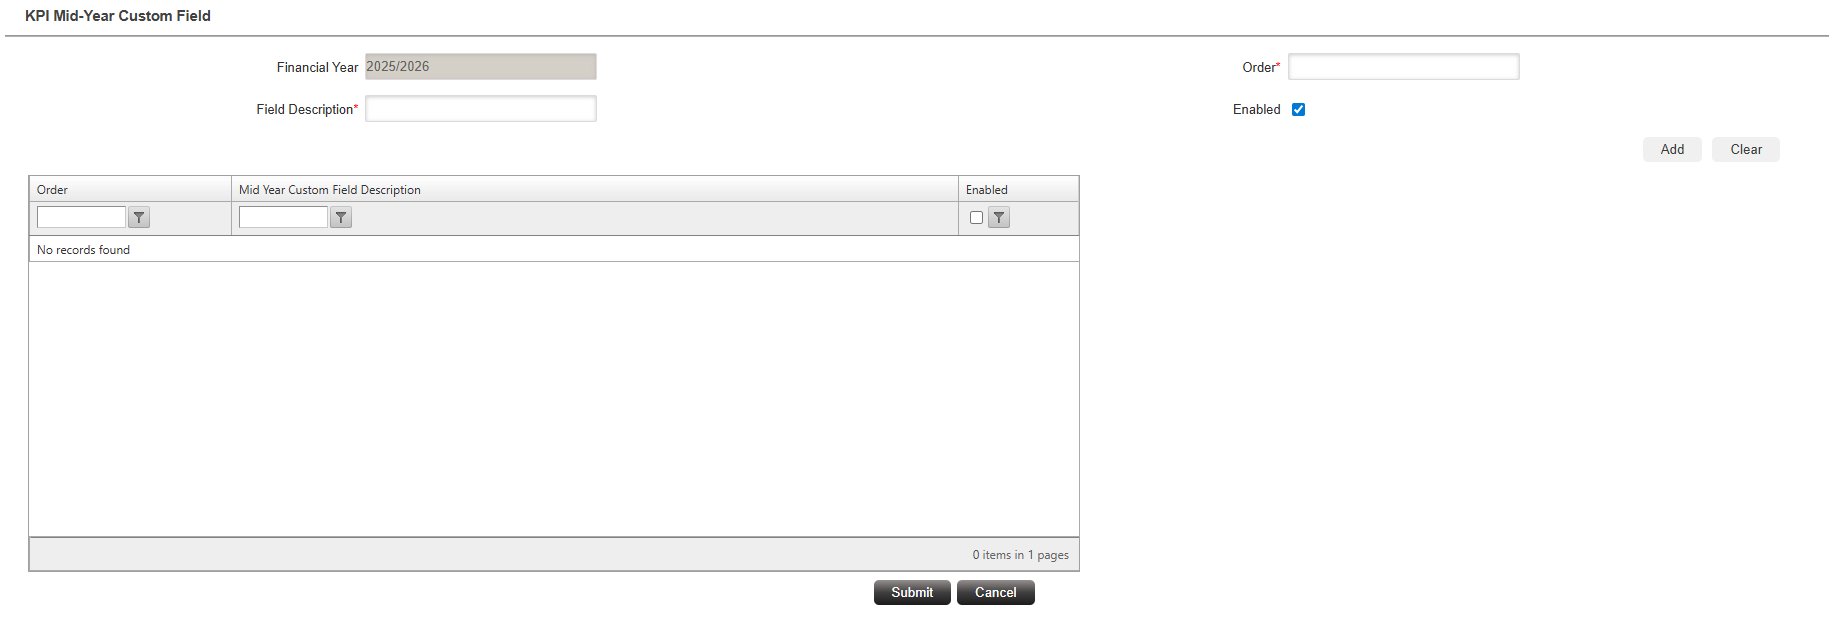 KPI Mid-Year Custom Field
Financial Year 2025/2026 Order*
Field Description* Enabled
Add Clear
Order Mid Year Custom Field Description Enabled
No records found
0 items in 1 pages
Submit Cancel